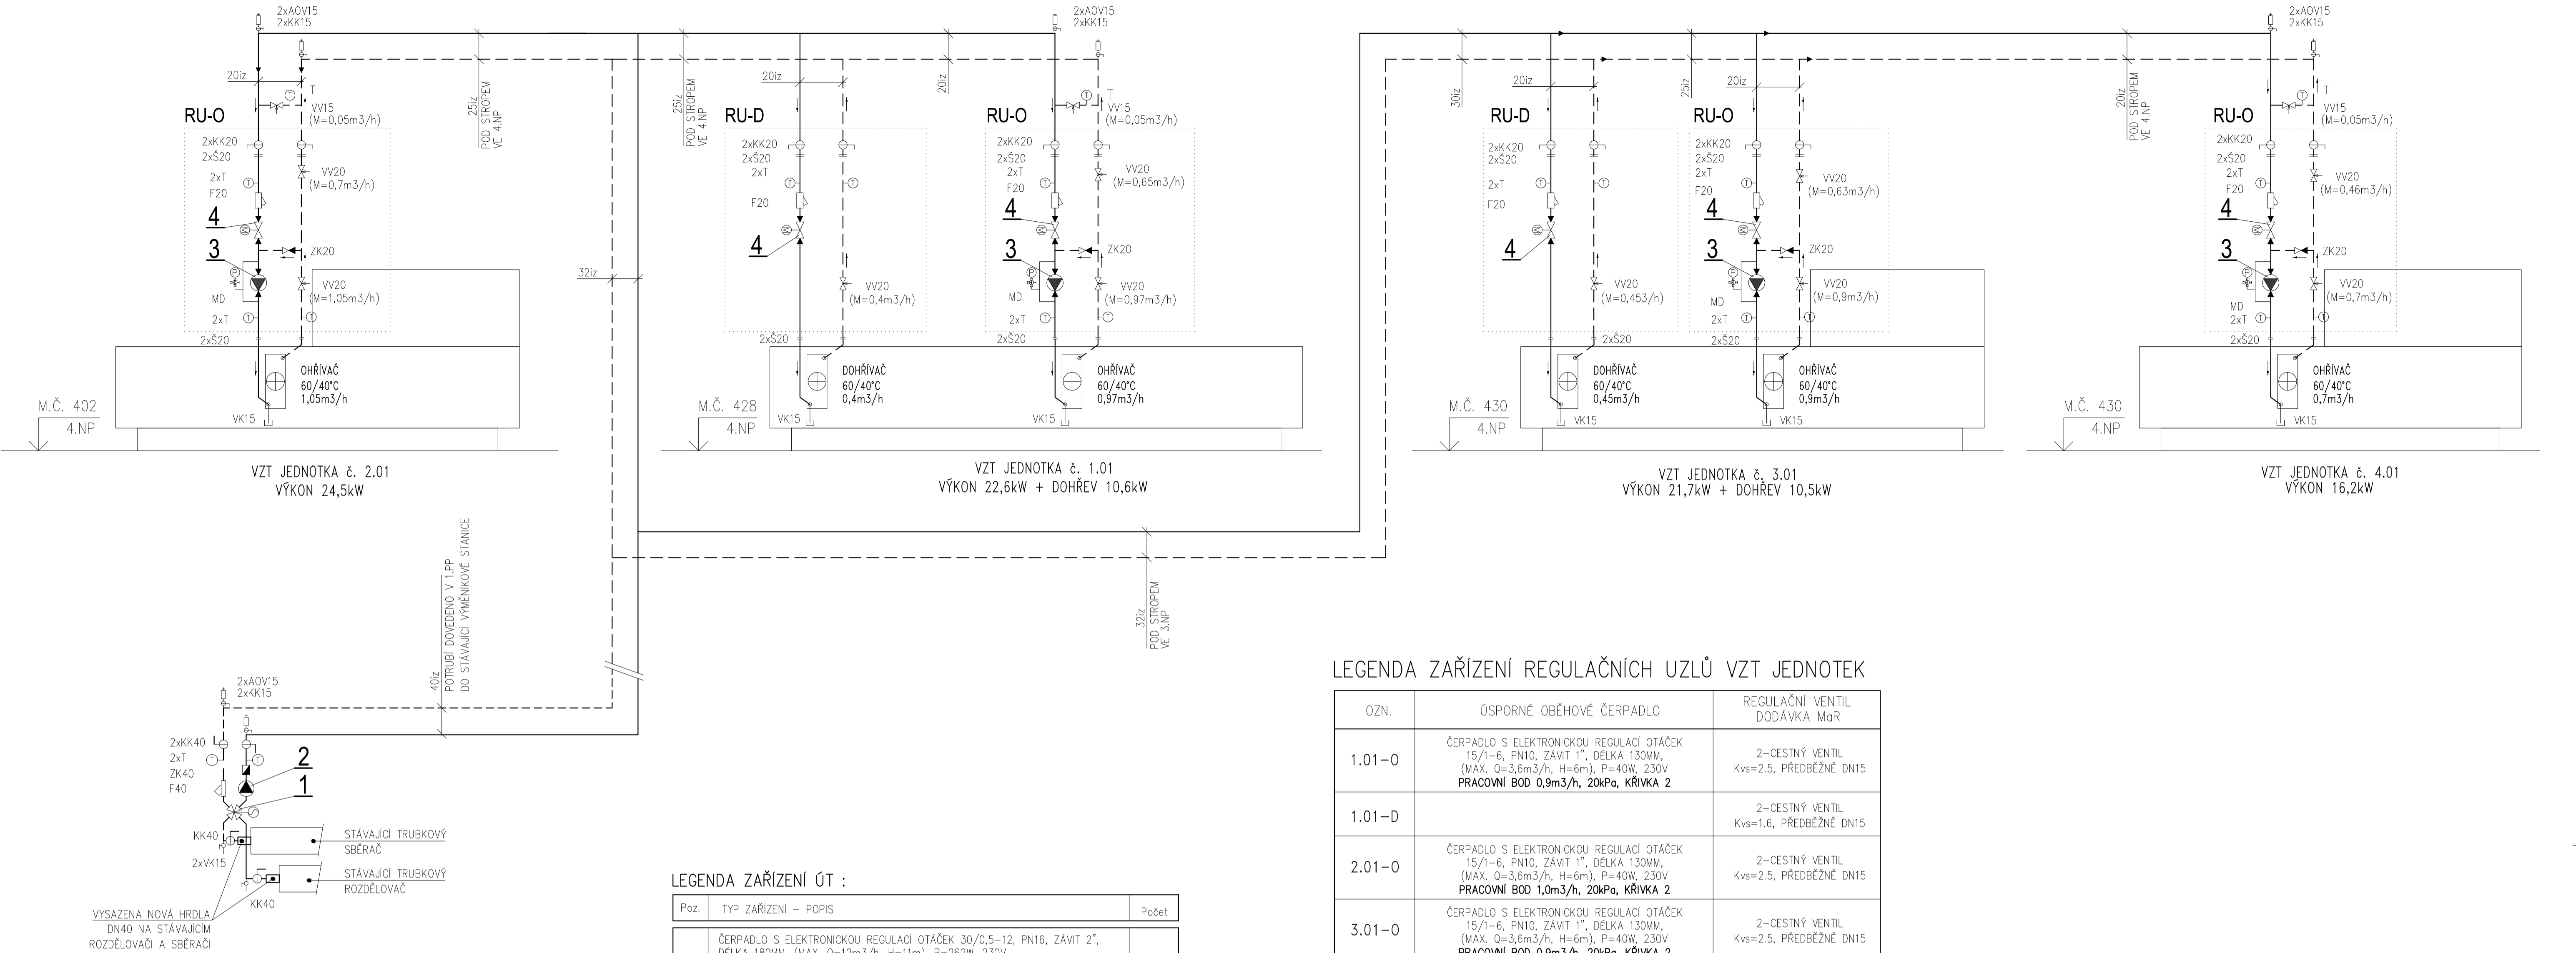 2xAOV15
2xKK15
20iz
T
VV15
(M=0,05m3/h)
RU-O
2xKK20
2xŠ20
2xT
F20
VV20
(M=0,7m3/h)
4
3
ZK20
MD
2xT
VV20
(M=1,05m3/h)
2xŠ20
OHŘÍVAČ
60/40°C
1,05m3/h
VK15
M.Č. 402
4.NP
VZT JEDNOTKA č. 2.01
VÝKON 24,5kW
25iz
POD STROPEM
VE 4.NP
32iz
25iz
POD STROPEM
VE 4.NP
20iz
RU-D
2xKK20
2xŠ20
2xT
F20
4
VV20
(M=0,4m3/h)
2xŠ20
DOHŘÍVAČ
60/40°C
0,4m3/h
VK15
M.Č. 428
4.NP
20iz
2xAOV15
2xKK15
T
VV15
(M=0,05m3/h)
RU-O
2xKK20
2xŠ20
2xT
F20
VV20
(M=0,65m3/h)
4
3
ZK20
MD
2xT
VV20
(M=0,97m3/h)
2xŠ20
OHŘÍVAČ
60/40°C
0,97m3/h
VK15
VZT JEDNOTKA č. 1.01
VÝKON 22,6kW + DOHŘEV 10,6kW
30iz
20iz
RU-D
2xKK20
2xŠ20
2xT
F20
4
VV20
(M=0,453/h)
2xŠ20
DOHŘÍVAČ
60/40°C
0,45m3/h
VK15
M.Č. 430
4.NP
25iz
20iz
RU-O
2xKK20
2xŠ20
2xT
F20
VV20
(M=0,63m3/h)
4
3
ZK20
MD
2xT
VV20
(M=0,9m3/h)
2xŠ20
OHŘÍVAČ
60/40°C
0,9m3/h
VK15
VZT JEDNOTKA č. 3.01
VÝKON 21,7kW + DOHŘEV 10,5kW
20iz
POD STROPEM
VE 4.NP
2xAOV15
2xKK15
T
VV15
(M=0,05m3/h)
RU-O
2xKK20
2xŠ20
2xT
F20
VV20
(M=0,46m3/h)
4
3
ZK20
MD
2xT
VV20
(M=0,7m3/h)
2xŠ20
OHŘÍVAČ
60/40°C
0,7m3/h
VK15
M.Č. 430
4.NP
VZT JEDNOTKA č. 4.01
VÝKON 16,2kW
32iz
POD STROPEM
VE 3.NP
40iz
POTRUBÍ DOVEDENO V 1.PP
DO STÁVAJÍCÍ VÝMĚNÍKOVÉ STANICE
2xAOV15
2xKK15
2xKK40
2xT
ZK40
F40
2
1
KK40
2xVK15
STÁVAJÍCÍ TRUBKOVÝ
SBĚRAČ
STÁVAJÍCÍ TRUBKOVÝ
ROZDĚLOVAČ
KK40
VYSAZENA NOVÁ HRDLA
DN40 NA STÁVAJÍCÍM
ROZDĚLOVAČI A SBĚRAČI
LEGENDA ZAŘÍZENÍ ÚT :
Poz. TYP ZAŘÍZENÍ – POPIS Počet
ČERPADLO S ELEKTRONICKOU REGULACÍ OTÁČEK 30/0,5-12, PN16, ZÁVIT 2",
DÉLKA 180MM, (MAX. Q=12m3/h, H=11m), P=262W, 230V
LEGENDA ZAŘÍZENÍ REGULAČNÍCH UZLŮ VZT JEDNOTEK
OZN. ÚSPORNÉ OBĚHOVÉ ČERPADLO REGULAČNÍ VENTIL
DODÁVKA MaR
1.01-O
ČERPADLO S ELEKTRONICKOU REGULACÍ OTÁČEK
15/1-6, PN10, ZÁVIT 1", DÉLKA 130MM,
(MAX. Q=3,6m3/h, H=6m), P=40W, 230V
PRACOVNÍ BOD 0,9m3/h, 20kPa, KŘIVKA 2
2-CESTNÝ VENTIL
Kvs=2.5, PŘEDBĚŽNĚ DN15
1.01-D
2-CESTNÝ VENTIL
Kvs=1.6, PŘEDBĚŽNĚ DN15
2.01-O
ČERPADLO S ELEKTRONICKOU REGULACÍ OTÁČEK
15/1-6, PN10, ZÁVIT 1", DÉLKA 130MM,
(MAX. Q=3,6m3/h, H=6m), P=40W, 230V
PRACOVNÍ BOD 1,0m3/h, 20kPa, KŘIVKA 2
2-CESTNÝ VENTIL
Kvs=2.5, PŘEDBĚŽNĚ DN15
3.01-O
ČERPADLO S ELEKTRONICKOU REGULACÍ OTÁČEK
15/1-6, PN10, ZÁVIT 1", DÉLKA 130MM,
(MAX. Q=3,6m3/h, H=6m), P=40W, 230V
PRACOVNÍ BOD 0,9m3/h, 20kPa, KŘIVKA 2
2-CESTNÝ VENTIL
Kvs=2.5, PŘEDBĚŽNĚ DN15